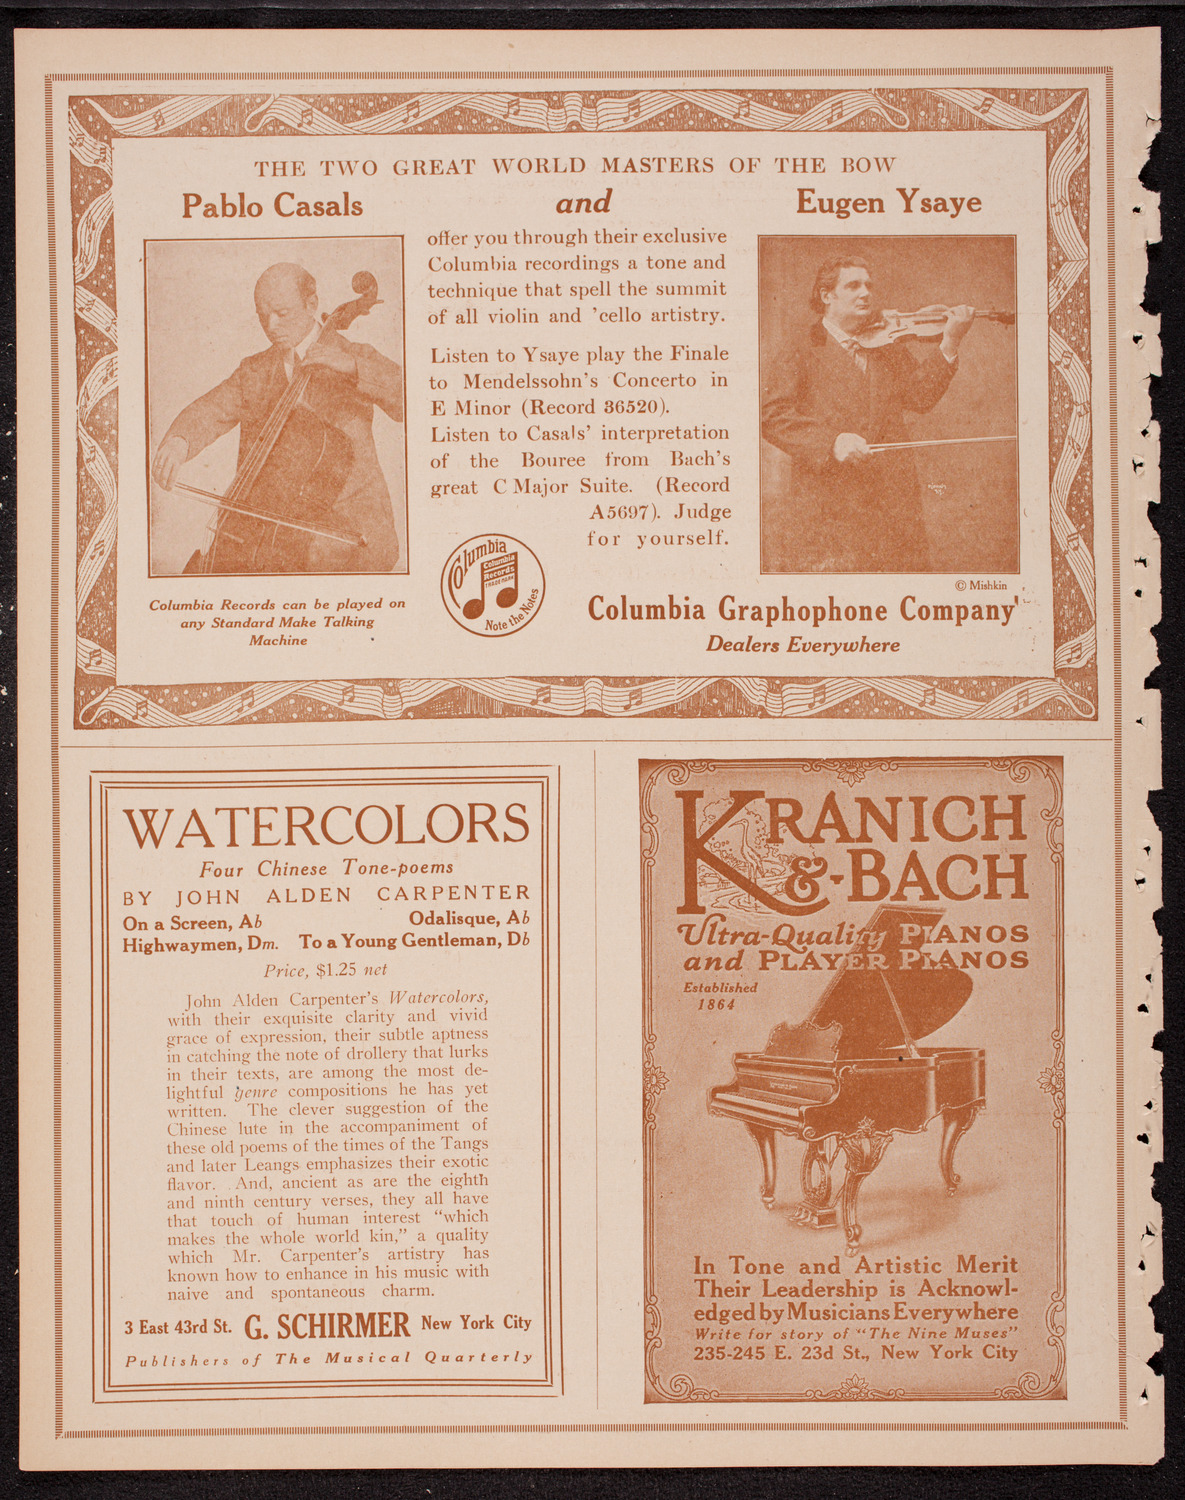 THE TWO GREAT WORLD MASTERS OF THE BOW
Pablo Casals and Eugen Ysaye
offer you through their exclusive
Columbia recordings a tone and
technique that spell the summit
of all violin and 'cello artistry.
Listen to Ysaye play the Finale
to Mendelssohn's Concerto in
E Minor (Record 36520).
Listen to Casals' interpretation
of the Bouree from Bach's
great C Major Suite. (Record
A5697). Judge
for yourself.
© Mishkin
Columbia Records can be played on
any Standard Make Talking
Machine
Columbia
Columbia
Records
TRADE MARK
Note the Notes
Columbia Graphophone Company
Dealers Everywhere
WATERCOLORS
Four Chinese Tone-poems
BY JOHN ALDEN CARPENTER
On a Screen, Ab Odalisque, Ab
Highwaymen, Dm. To a Young Gentleman, Db
Price, $1.25 net
John Alden Carpenter's Watercolors,
with their exquisite clarity and vivid
grace of expression, their subtle aptness
in catching the note of drollery that lurks
in their texts, are among the most de-
lightful genre compositions he has yet
written. The clever suggestion of the
Chinese lute in the accompaniment of
these old poems of the times of the Tangs
and later Leangs emphasizes their exotic
flavor. And, ancient as are the eighth
and ninth century verses, they all have
that touch of human interest "which
makes the whole world kin," a quality
which Mr. Carpenter's artistry has
known how to enhance in his music with
naive and spontaneous charm.
3 East 43rd St. G. SCHIRMER New York City
Publishers of The Musical Quarterly
KRANICH
&-BACH
Ultra-Quality PIANOS
and PLAYER PIANOS
Established
1864
In Tone and Artistic Merit
Their Leadership is Acknowl-
edged by Musicians Everywhere
Write for story of "The Nine Muses"
235-245 E. 23d St., New York City